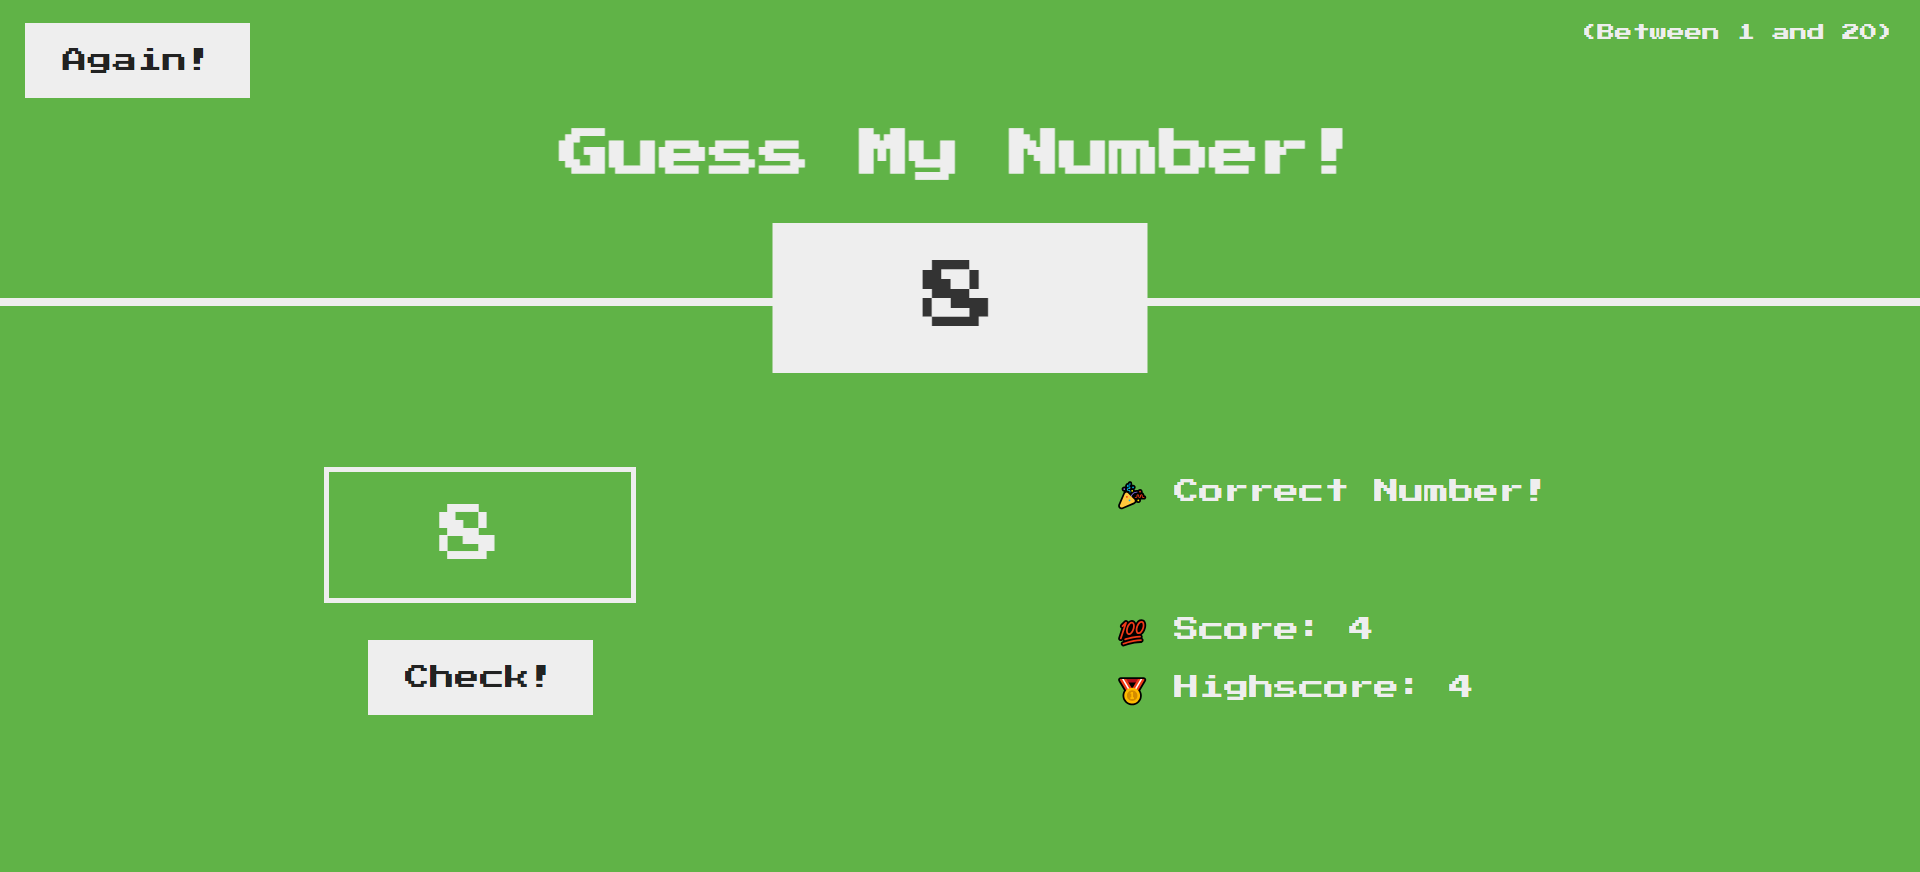 Again!
(Between 1 and 20)
Guess My Number!
8
8
Check!
🎉 Correct Number!
💯 Score: 4
🥇 Highscore: 4